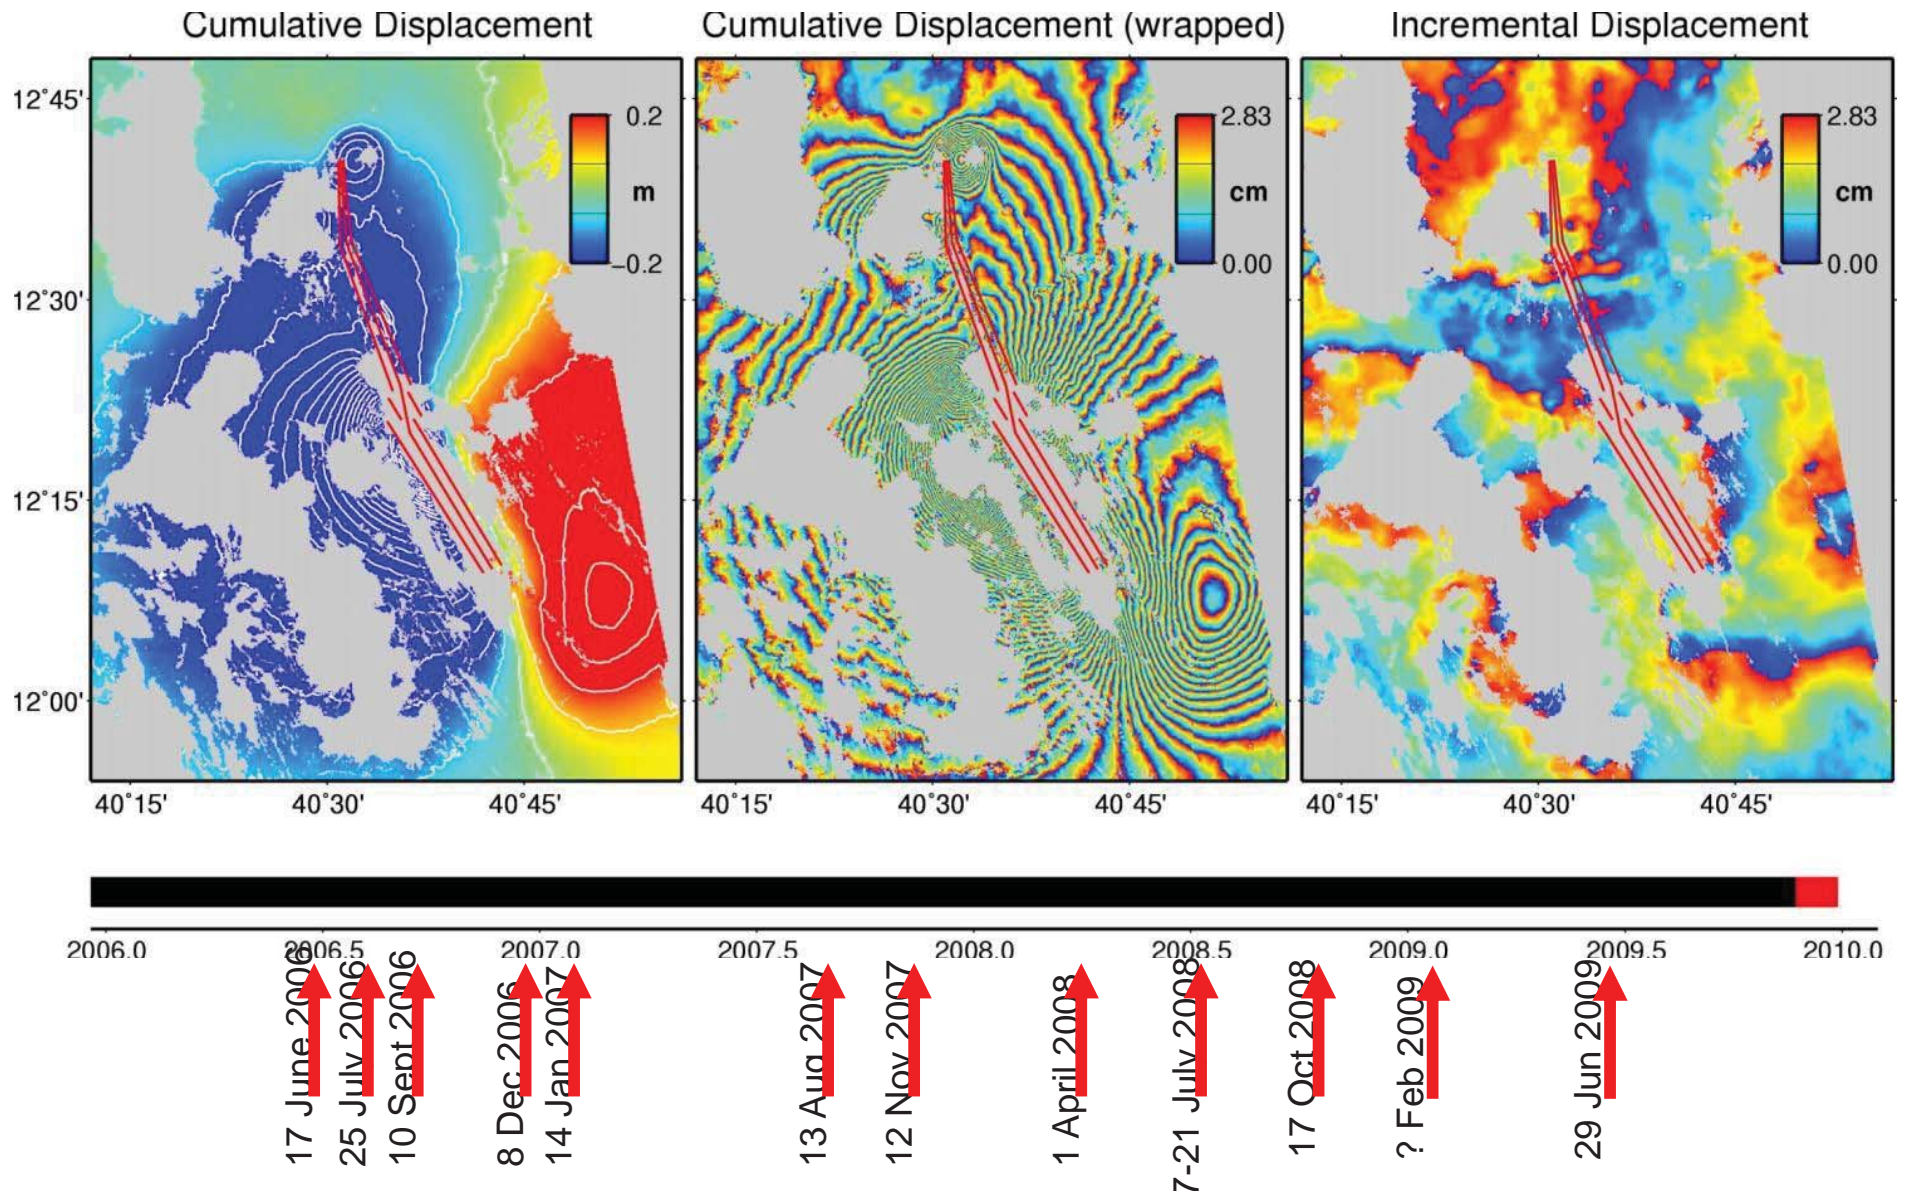 Cumulative Displacement
Cumulative Displacement (wrapped)
Incremental Displacement
12°45'
12°30'
12°15'
12°00'
0.2
m
−0.2
2.83
cm
0.00
2.83
cm
0.00
40°15'
40°30'
40°45'
40°15'
40°30'
40°45'
40°15'
40°30'
40°45'
2006.0
2006.5
2007.0
2007.5
2008.0
2008.5
2009.0
2009.5
2010.0
17 June 2006
25 July 2006
10 Sept 2006
8 Dec 2006
14 Jan 2007
13 Aug 2007
12 Nov 2007
1 April 2008
7-21 July 2008
17 Oct 2008
? Feb 2009
29 Jun 2009